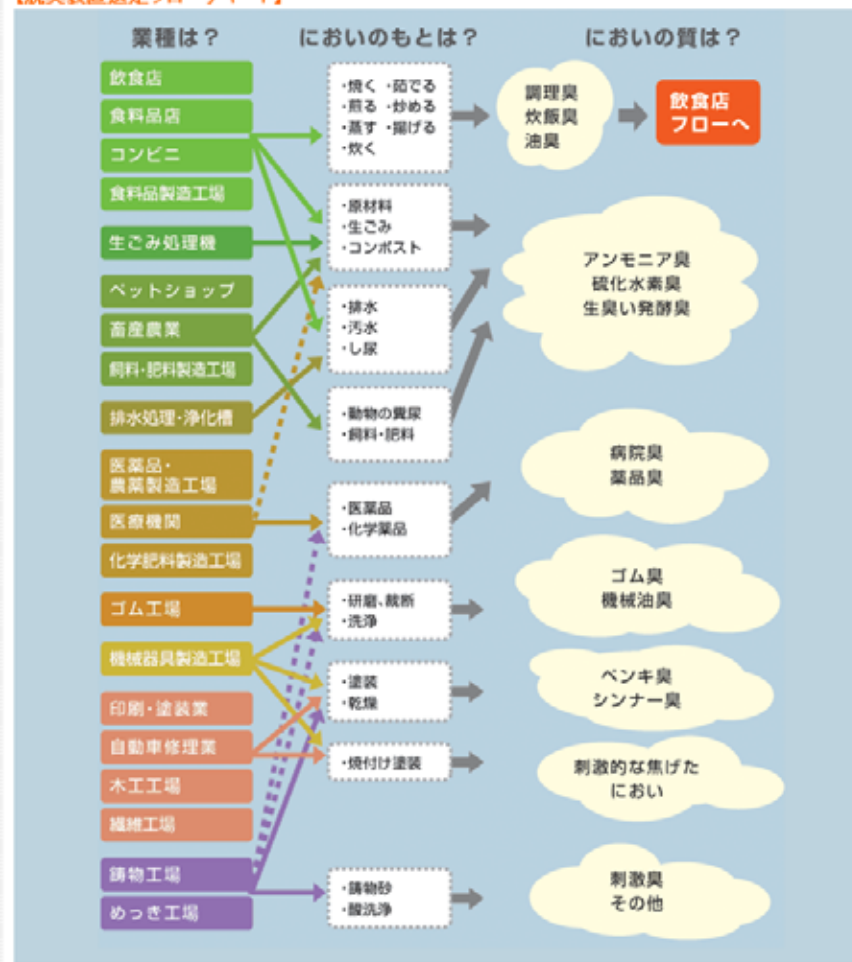 【脱臭装置選定フローチャート】
業種は？
においのもとは？
においの質は？
飲食店
食料品店
コンビニ
食料品製造工場
生ごみ処理機
ペットショップ
畜産農業
飼料・肥料製造工場
排水処理・浄化槽
医薬品・
農薬製造工場
医療機関
化学肥料製造工場
ゴム工場
機械器具製造工場
印刷・塗装業
自動車修理業
木工工場
繊維工場
鋳物工場
めっき工場
・焼く ・茹でる
・煎る ・炒める
・蒸す ・揚げる
・炊く
・原材料
・生ごみ
・コンポスト
・排水
・汚水
・し尿
・動物の糞尿
・飼料・肥料
・医薬品
・化学薬品
・研磨、裁断
・洗浄
・塗装
・乾燥
・焼付け塗装
・鋳物砂
・酸洗浄
調理臭
炊飯臭
油臭
飲食店
フローへ
アンモニア臭
硫化水素臭
生臭い発酵臭
病院臭
薬品臭
ゴム臭
機械油臭
ペンキ臭
シンナー臭
刺激的な焦げた
におい
刺激臭
その他